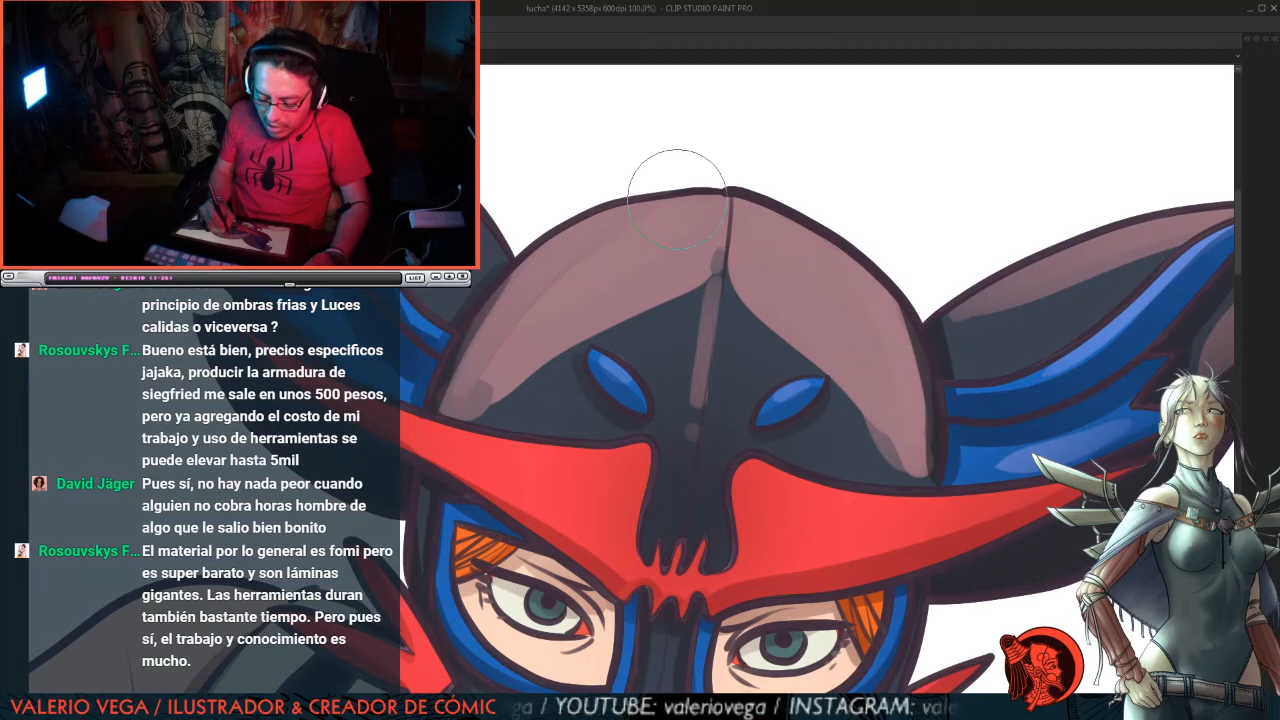 lucha* (4142 x 5358px 600dpi 100.0%) - CLIP STUDIO PAINT PRO
LIST
principio de ombras frias y Luces
calidas o viceversa ?
Rosouvskys F... Bueno está bien, precios especificos
jajaka, producir la armadura de
siegfried me sale en unos 500 pesos,
pero ya agregando el costo de mi
trabajo y uso de herramientas se
puede elevar hasta 5mil
David Jäger Pues sí, no hay nada peor cuando
alguien no cobra horas hombre de
algo que le salio bien bonito
Rosouvskys F... El material por lo general es fomi pero
es super barato y son láminas
gigantes. Las herramientas duran
también bastante tiempo. Pero pues
sí, el trabajo y conocimiento es
mucho.
VALERIO VEGA / ILUSTRADOR & CREADOR DE CÓMIC
ga / YOUTUBE: valeriovega / INSTAGRAM: vale